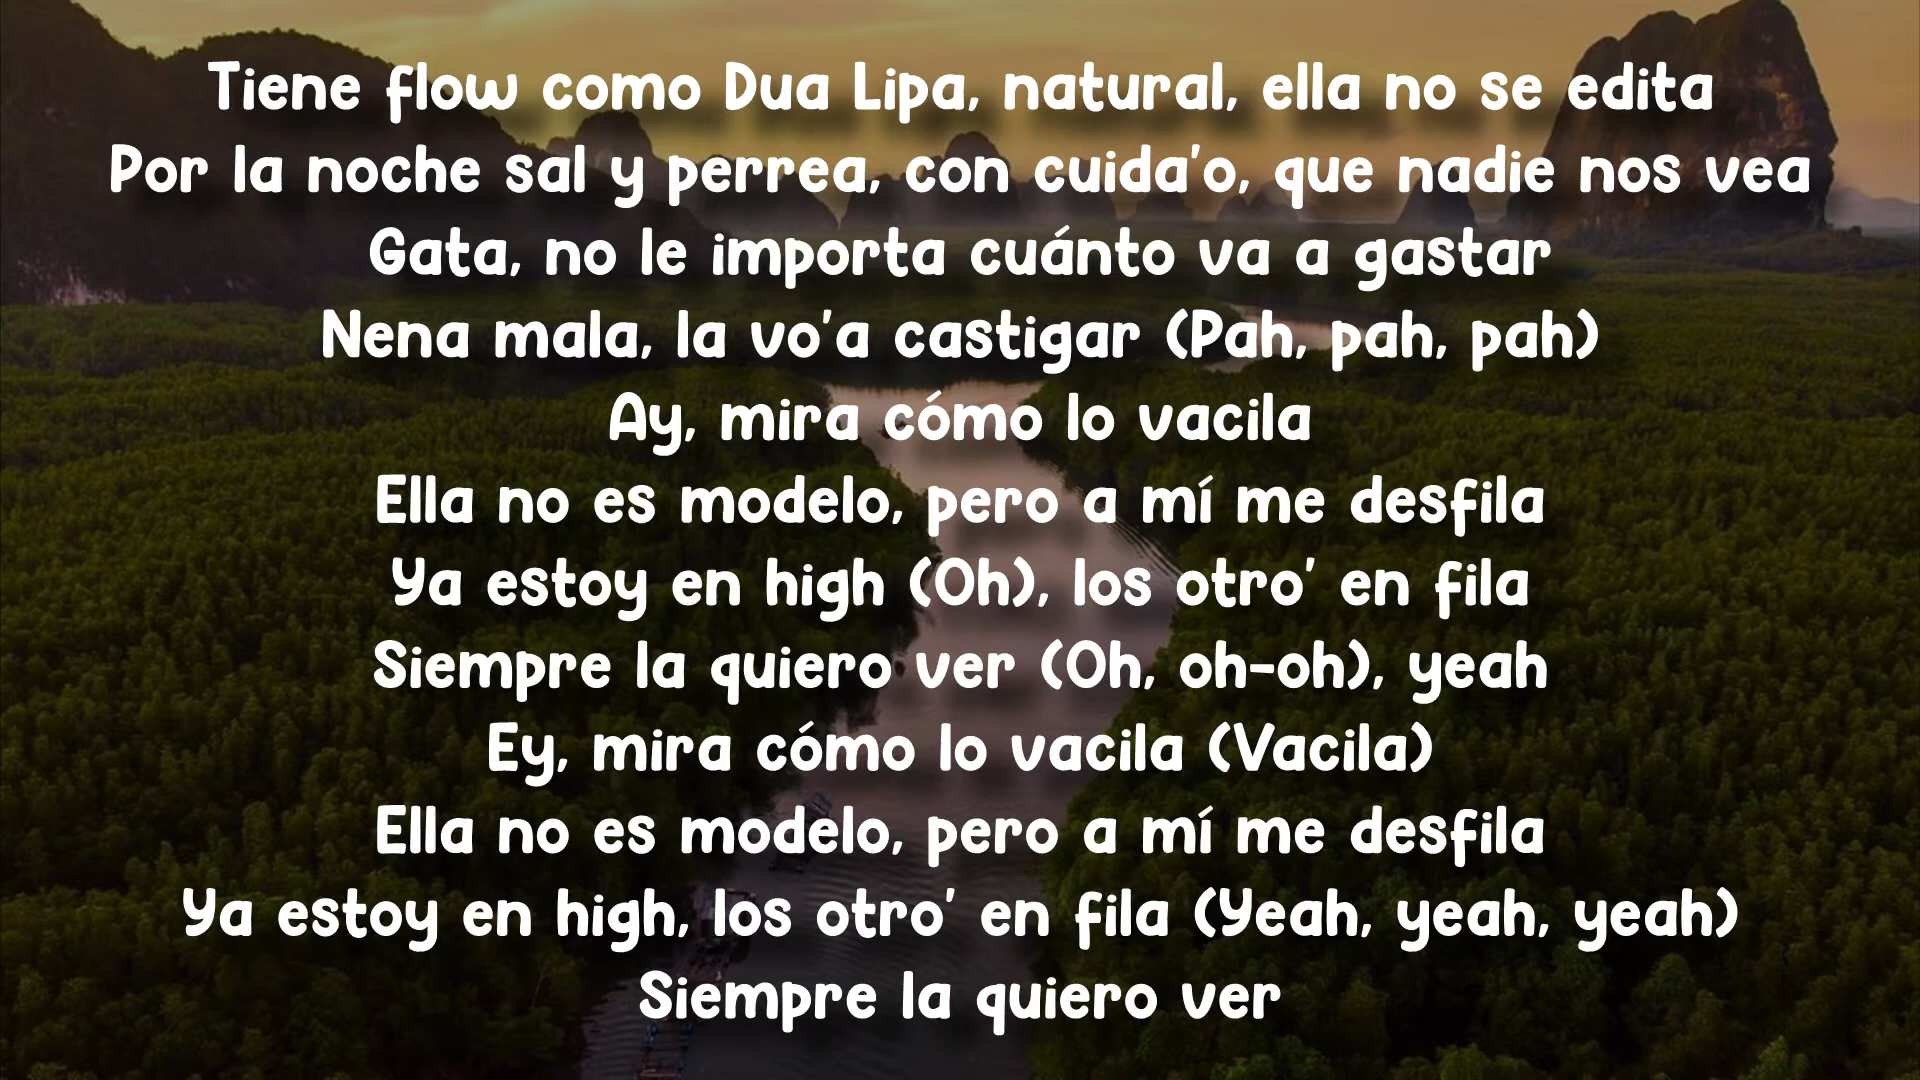 Tiene flow como Dua Lipa, natural, ella no se edita
Por la noche sal y perrea, con cuida'o, que nadie nos vea
Gata, no le importa cuánto va a gastar
Nena mala, la vo'a castigar (Pah, pah, pah)
Ay, mira cómo lo vacila
Ella no es modelo, pero a mí me desfila
Ya estoy en high (Oh), los otro' en fila
Siempre la quiero ver (Oh, oh-oh), yeah
Ey, mira cómo lo vacila (Vacila)
Ella no es modelo, pero a mí me desfila
Ya estoy en high, los otro' en fila (Yeah, yeah, yeah)
Siempre la quiero ver